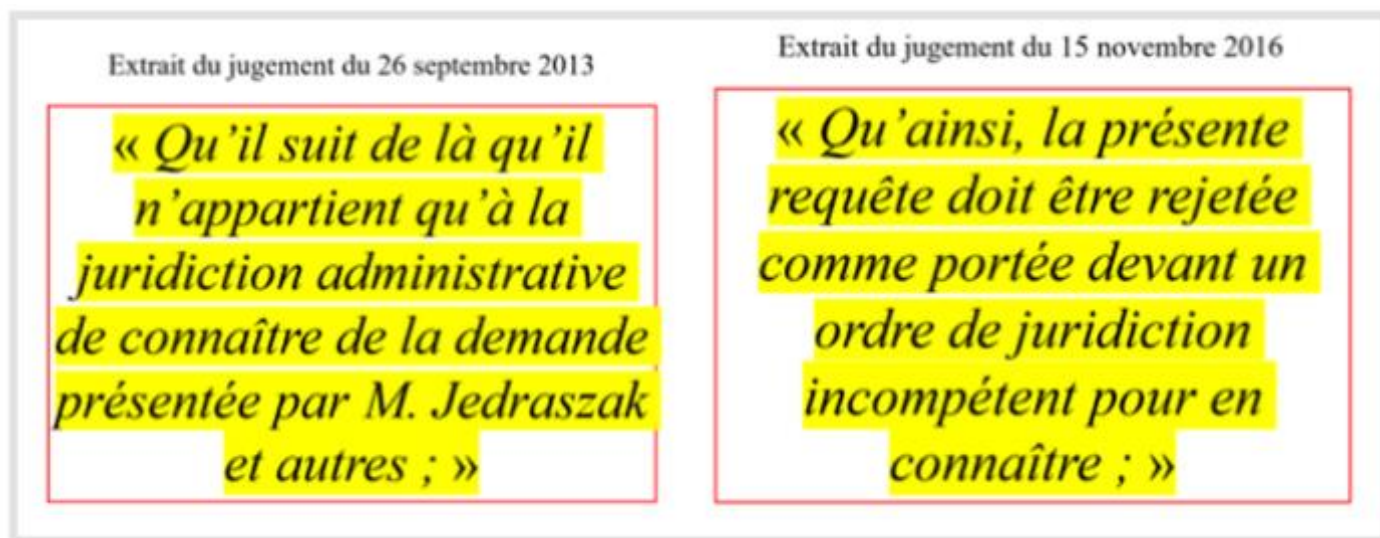 Extrait du jugement du 26 septembre 2013
« Qu’il suit de là qu’il
n’appartient qu’à la
juridiction administrative
de connaître de la demande
présentée par M. Jedraszak
et autres ; »
Extrait du jugement du 15 novembre 2016
« Qu’ainsi, la présente
requête doit être rejetée
comme portée devant un
ordre de juridiction
incompétent pour en
connaître ; »